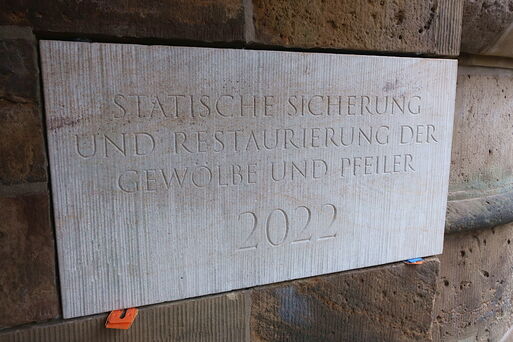 STATISCHE SICHERUNG
UND RESTAURIERUNG DER
GEWÖLBE UND PFEILER
2022